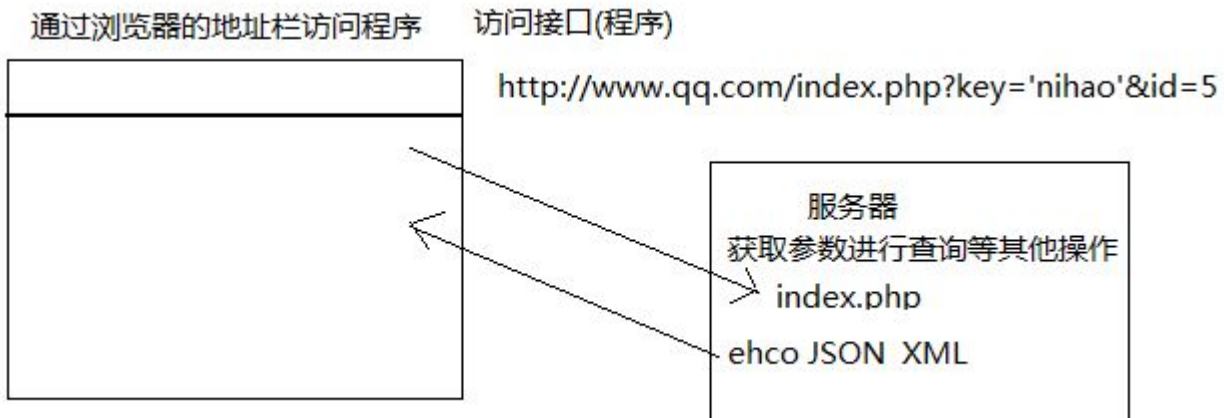 通过浏览器的地址栏访问程序
访问接口(程序)
http://www.qq.com/index.php?key='nihao'&id=5
服务器
获取参数进行查询等其他操作
index.php
ehco JSON XML